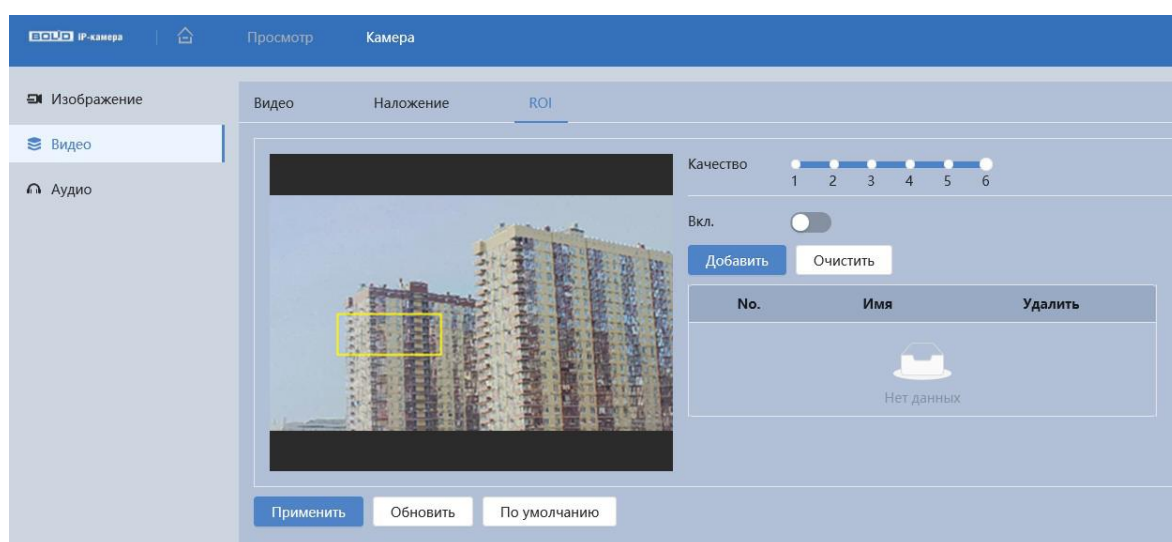 BOLID IP-камера Просмотр Камера
Изображение
Видео
Аудио
Видео Наложение ROI
Качество
1 2 3 4 5 6
Вкл.
Добавить Очистить
No. Имя Удалить
Нет данных
Применить Обновить По умолчанию